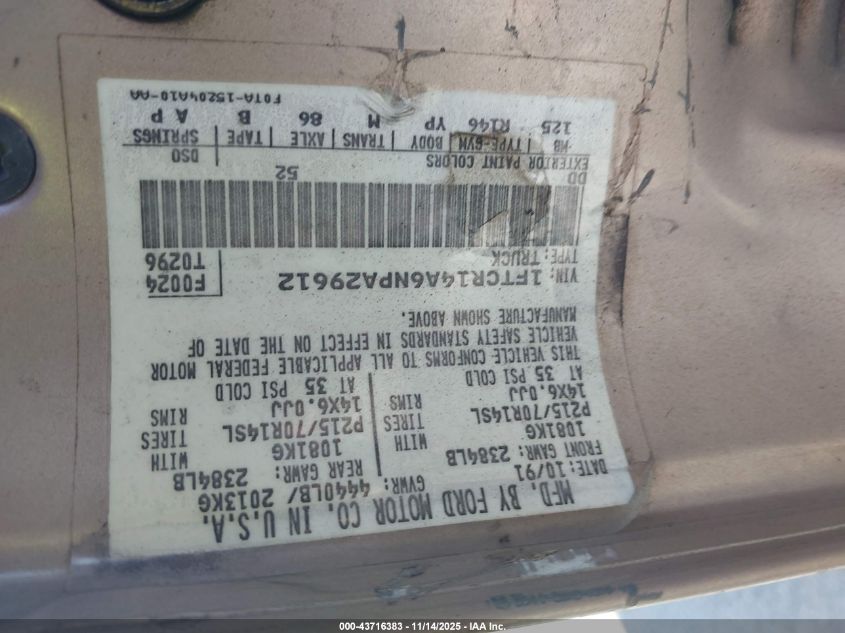 MFD. BY FORD MOTOR CO. IN U.S.A.
DATE: 10/91 GVWR: 4440LB/ 2013KG
FRONT GAWR: 2384LB REAR GAWR: 2384LB
1081KG WITH 1081KG WITH
P215/70R14SL TIRES P215/70R14SL TIRES
14X6.0JJ RIMS 14X6.0JJ RIMS
AT 35 PSI COLD AT 35 PSI COLD
THIS VEHICLE CONFORMS TO ALL APPLICABLE FEDERAL MOTOR
VEHICLE SAFETY STANDARDS IN EFFECT ON THE DATE OF
MANUFACTURE SHOWN ABOVE.
VIN: 1FTCR14A6NPA29612 F0024
TYPE: TRUCK T0296
DD 52
EXTERIOR PAINT COLORS DSO
WB TYPE-GVW BODY TRANS AXLE TAPE SPRINGS
125 R146 YP M 86 B A P
F0TA-15204A10-AA
000-43716383 - 11/14/2025 - IAA Inc.